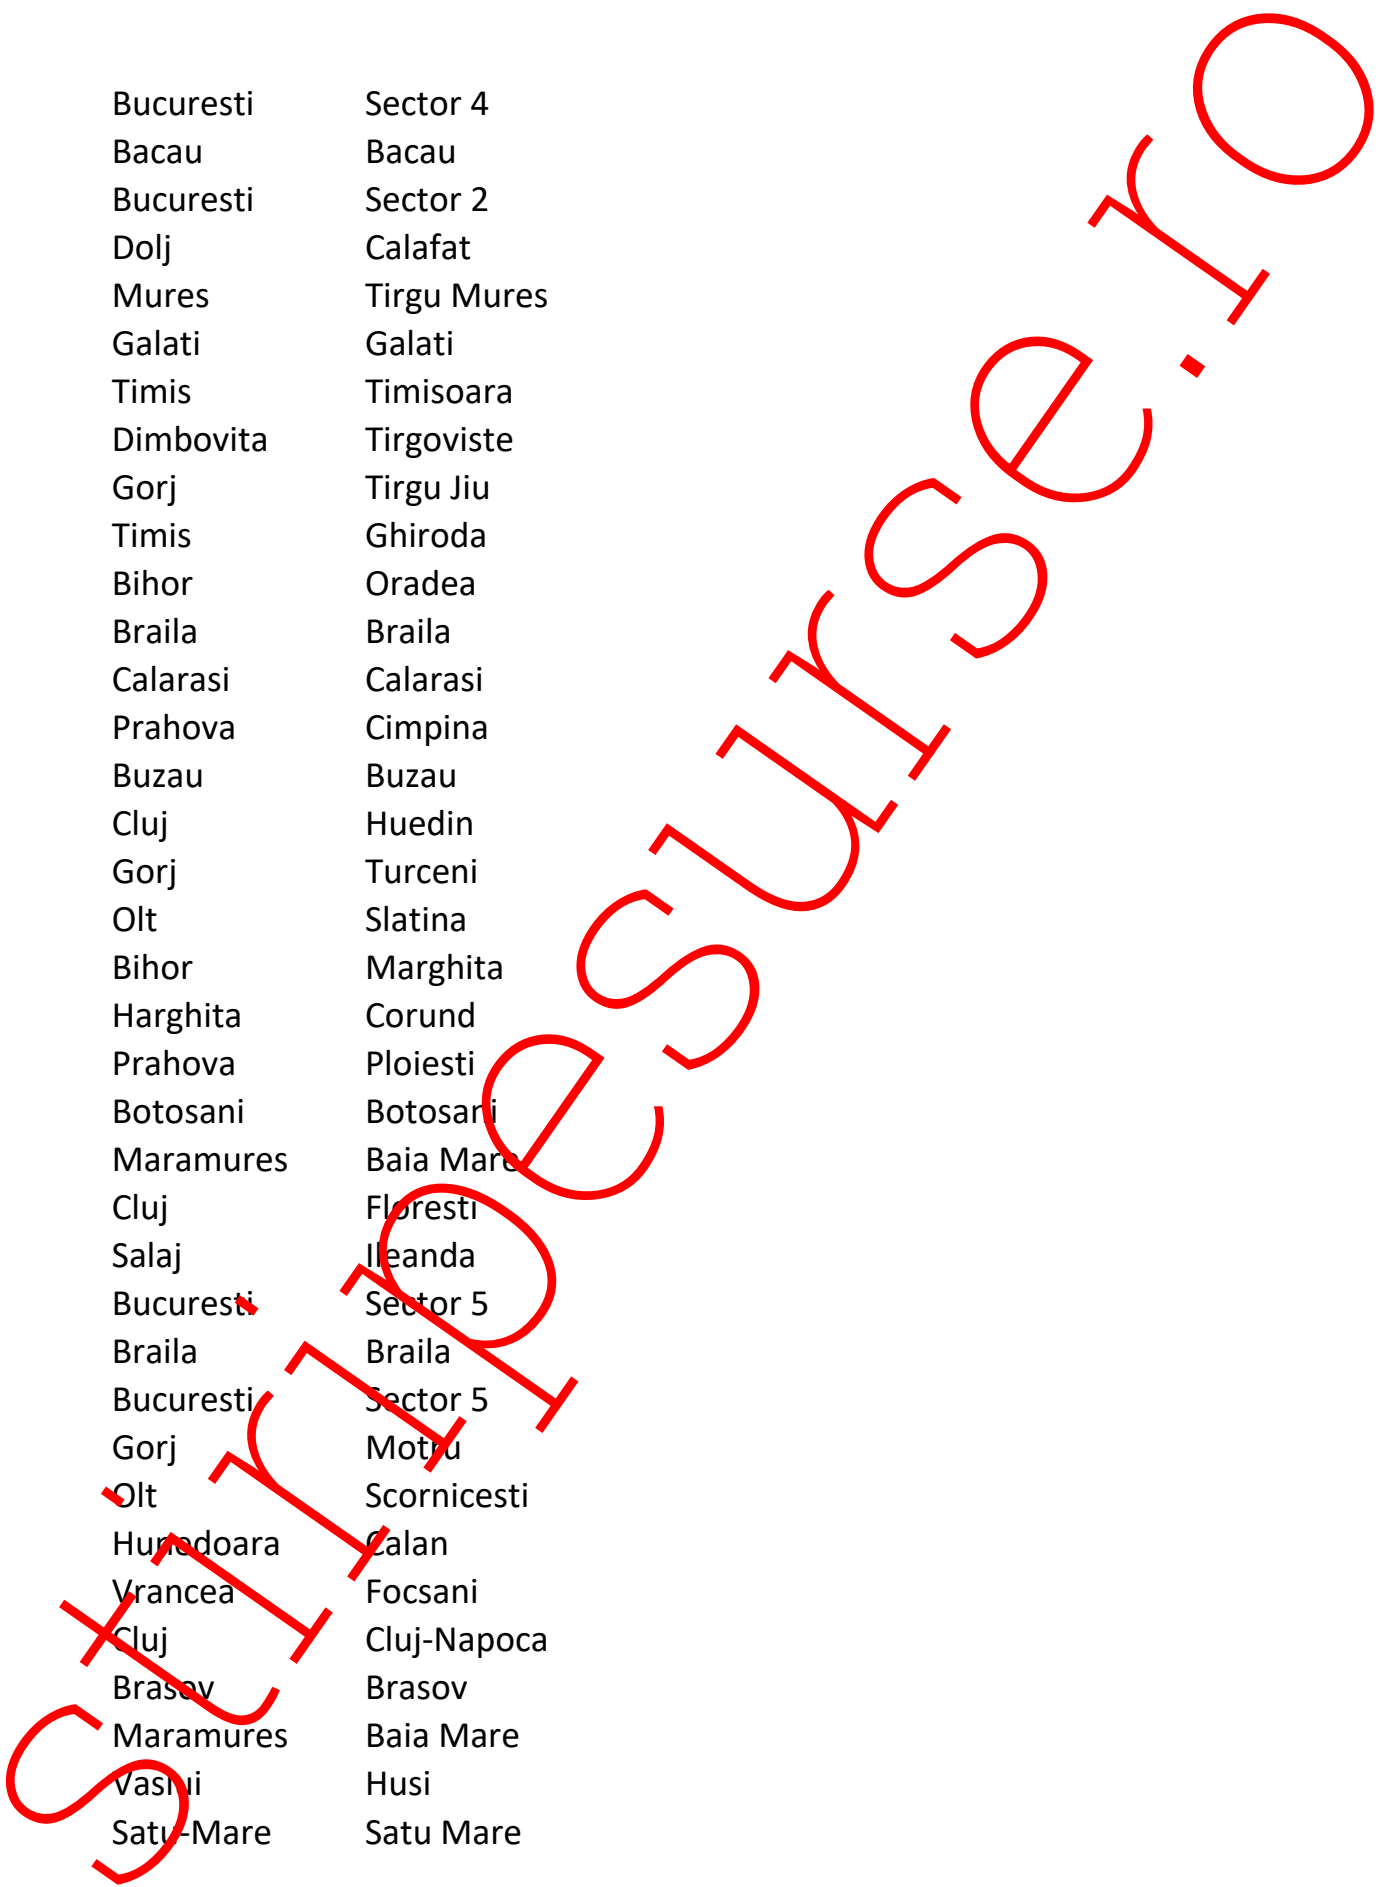 Bucuresti Sector 4
Bacau Bacau
Bucuresti Sector 2
Dolj Calafat
Mures Tirgu Mures
Galati Galati
Timis Timisoara
Dimbovita Tirgoviste
Gorj Tirgu Jiu
Timis Ghiroda
Bihor Oradea
Braila Braila
Calarasi Calarasi
Prahova Cimpina
Buzau Buzau
Cluj Huedin
Gorj Turceni
Olt Slatina
Bihor Marghita
Harghita Corund
Prahova Ploiesti
Botosani Botosani
Maramures Baia Mare
Cluj Floresti
Salaj Ileanda
Bucuresti Sector 5
Braila Braila
Bucuresti Sector 5
Gorj Motru
Olt Scornicesti
Hunedoara Calan
Vrancea Focsani
Cluj Cluj-Napoca
Brasov Brasov
Maramures Baia Mare
Vaslui Husi
Satu-Mare Satu Mare
stiripesurse.ro